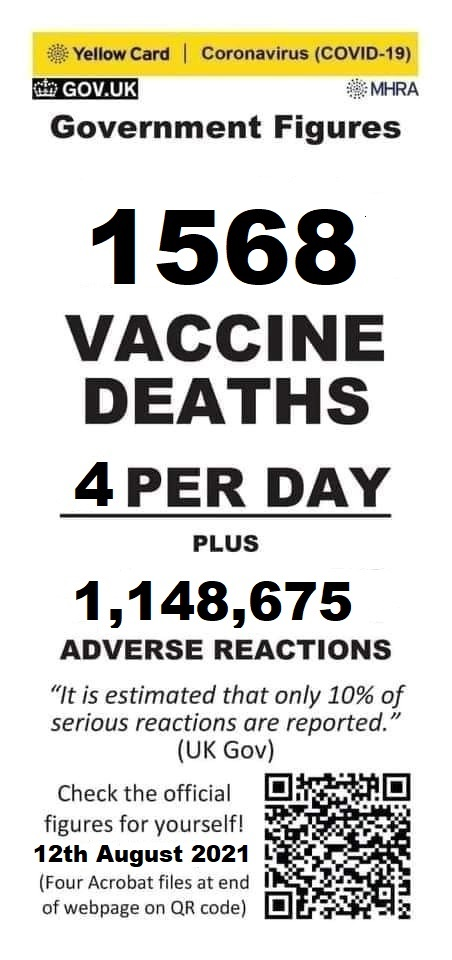 Yellow Card | Coronavirus (COVID-19)
GOV.UK MHRA
Government Figures
1568
VACCINE
DEATHS
4 PER DAY
PLUS
1,148,675
ADVERSE REACTIONS
“It is estimated that only 10% of
serious reactions are reported.”
(UK Gov)
Check the official
figures for yourself!
12th August 2021
(Four Acrobat files at end
of webpage on QR code)